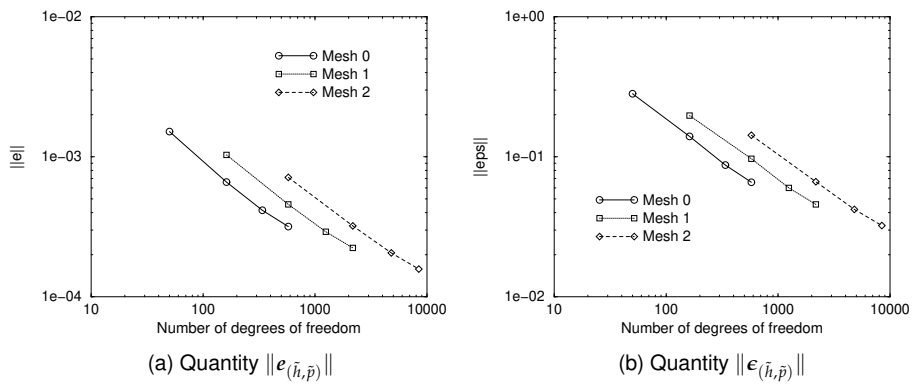 1e−02
1e−03
1e−04
||e||
Mesh 0
Mesh 1
Mesh 2
10 100 1000 10000
Number of degrees of freedom
(a) Quantity ‖e_{(h̃,p̃)}‖
1e+00
1e−01
1e−02
||eps||
Mesh 0
Mesh 1
Mesh 2
10 100 1000 10000
Number of degrees of freedom
(b) Quantity ‖ϵ_{(h̃,p̃)}‖